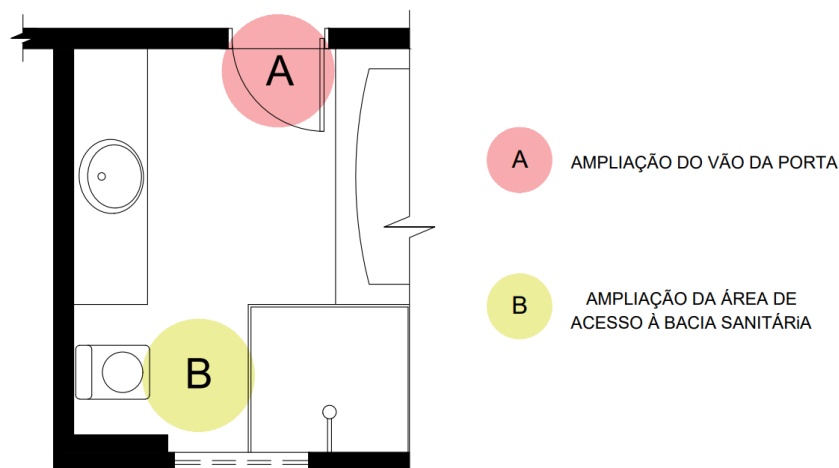 A
A
AMPLIAÇÃO DO VÃO DA PORTA
B
AMPLIAÇÃO DA ÁREA DE
ACESSO À BACIA SANITÁRiA
B